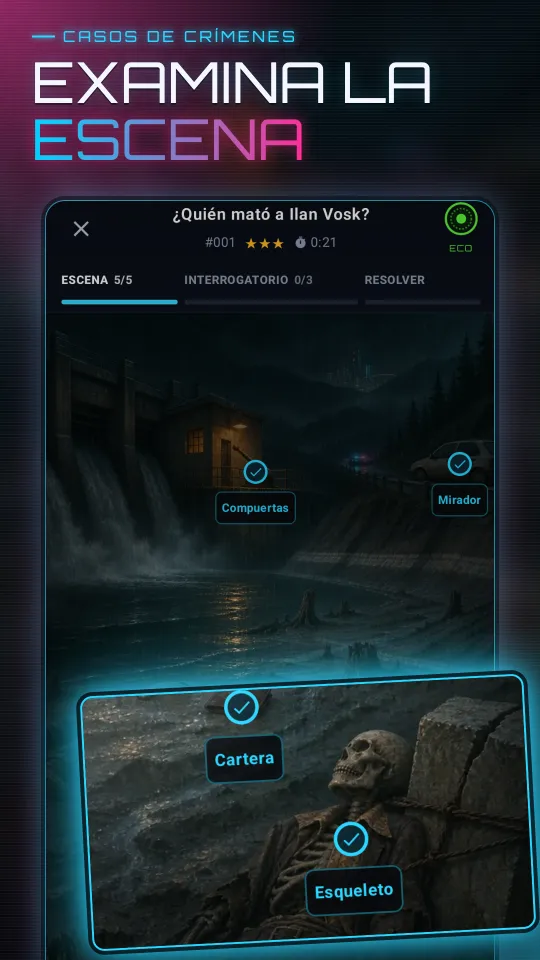 CASOS DE CRÍMENES
EXAMINA LA
ESCENA
¿Quién mató a Ilan Vosk?
#001 ★★★ 0:21
ECO
ESCENA 5/5 INTERROGATORIO 0/3 RESOLVER
Compuertas
Mirador
Cartera
Esqueleto